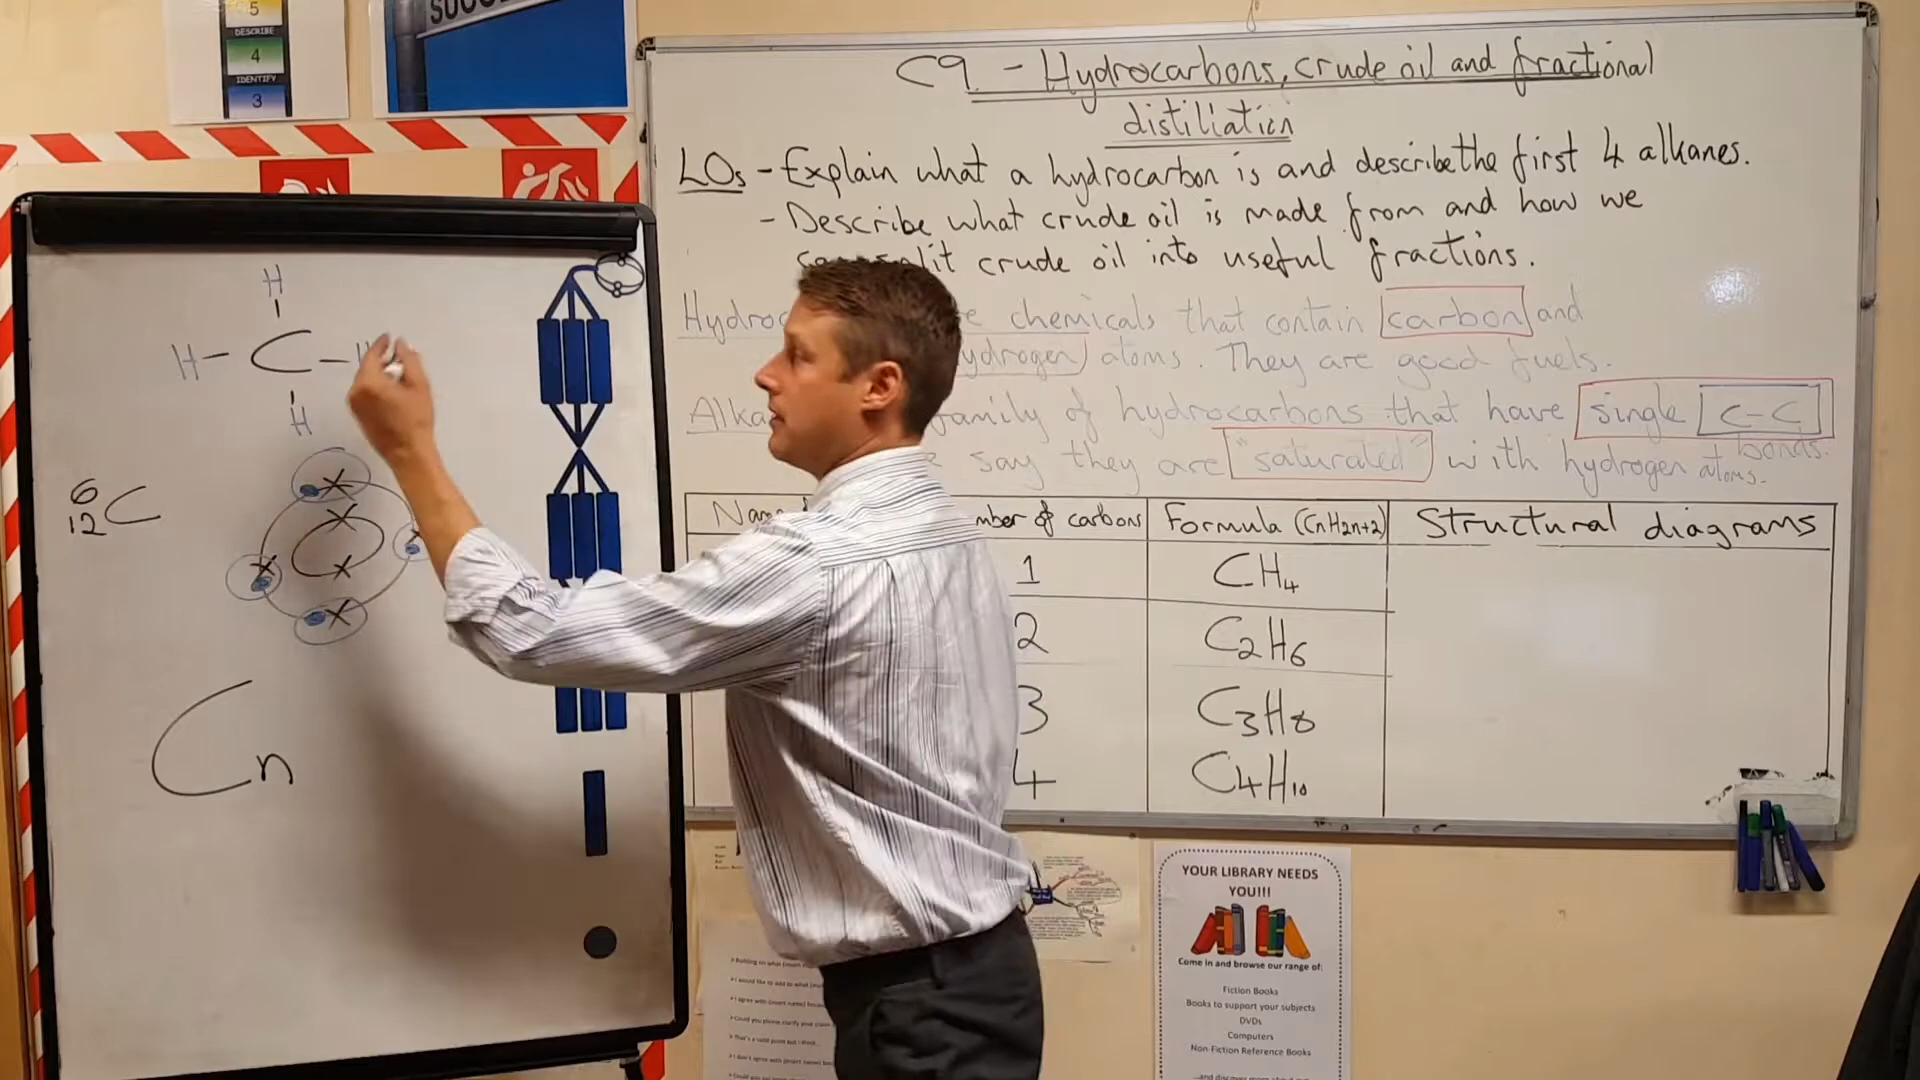 5
DESCRIBE
4
IDENTIFY
3
C9 - Hydrocarbons, crude oil and fractional
distiliation
LOs - Explain what a hydrocarbon is and describe the first 4 alkanes.
- Describe what crude oil is made from and how we
split crude oil into useful fractions.
chemicals that contain carbon and
atoms. They are good fuels.
family of hydrocarbons that have single C-C
bonds.
say they are "saturated" with hydrogen atoms.
of carbons Formula (CnH2n+2) Structural diagrams
1 CH4
2 C2H6
3 C3H8
4 C4H10
H
H - C -
H
6
12 C
Cn
YOUR LIBRARY NEEDS
YOU!!!
Come in and browse our range of:
Fiction Books
Books to support your subjects
DVDs
Computers
Non-Fiction Reference Books